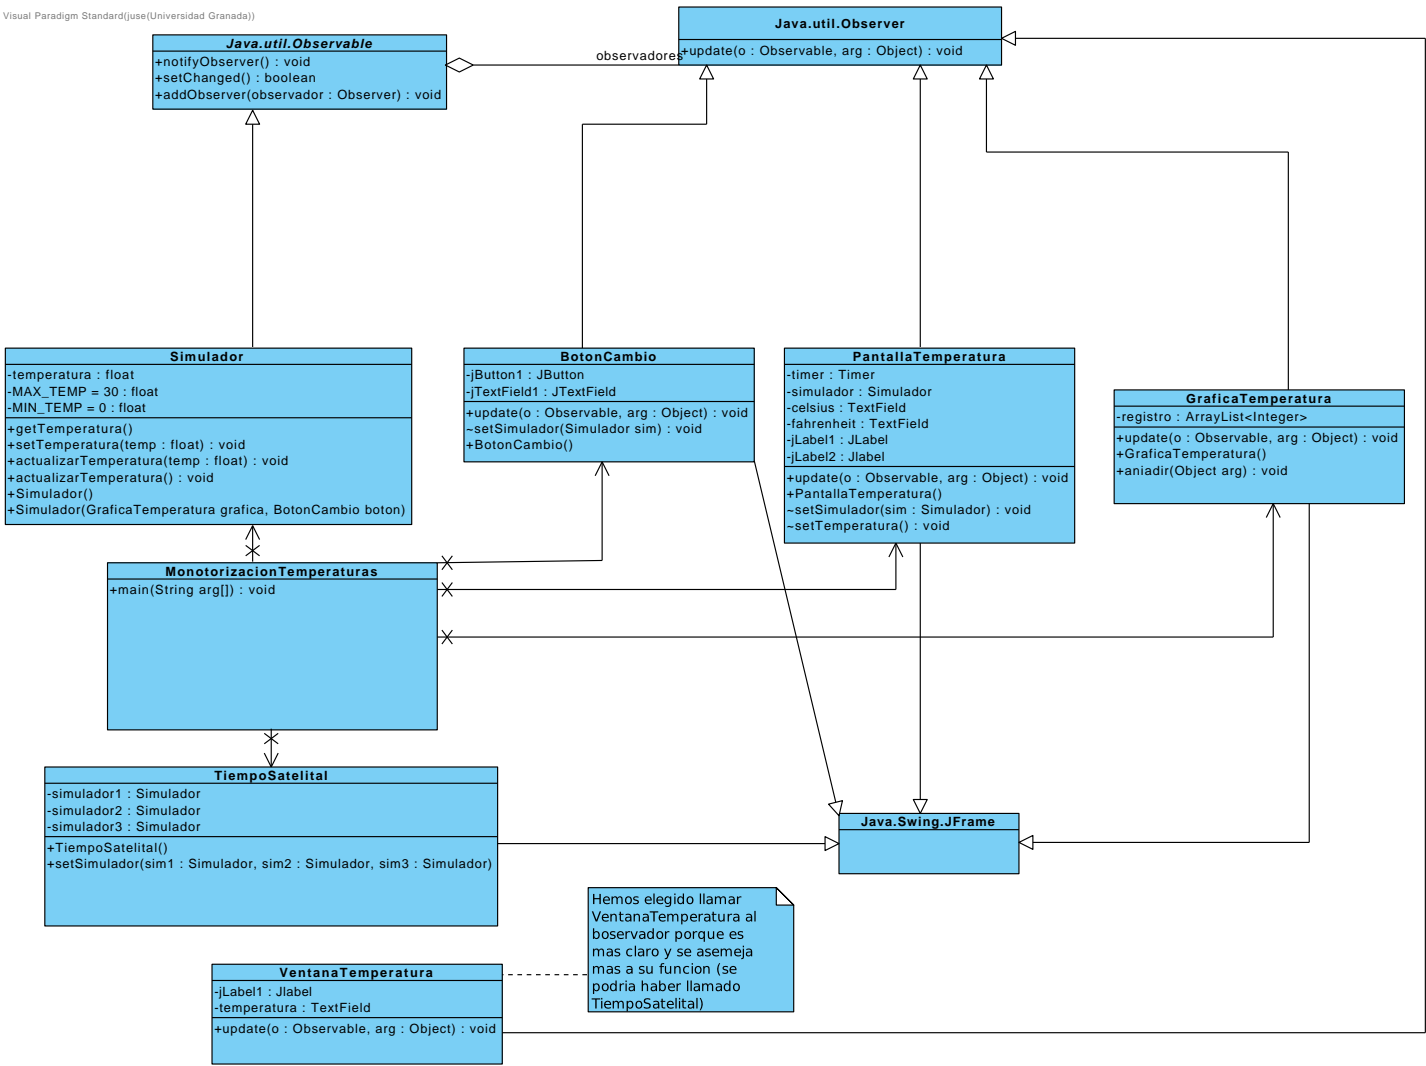 Visual Paradigm Standard(juse(Universidad Granada))
Java.util.Observable
+notifyObserver() : void
+setChanged() : boolean
+addObserver(observador : Observer) : void
observadores
Java.util.Observer
+update(o : Observable, arg : Object) : void
Simulador
-temperatura : float
-MAX_TEMP = 30 : float
-MIN_TEMP = 0 : float
+getTemperatura()
+setTemperatura(temp : float) : void
+actualizarTemperatura(temp : float) : void
+actualizarTemperatura() : void
+Simulador()
+Simulador(GraficaTemperatura grafica, BotonCambio boton)
BotonCambio
-jButton1 : JButton
-jTextField1 : JTextField
+update(o : Observable, arg : Object) : void
~setSimulador(Simulador sim) : void
+BotonCambio()
PantallaTemperatura
-timer : Timer
-simulador : Simulador
-celsius : TextField
-fahrenheit : TextField
-jLabel1 : JLabel
-jLabel2 : Jlabel
+update(o : Observable, arg : Object) : void
+PantallaTemperatura()
~setSimulador(sim : Simulador) : void
~setTemperatura() : void
GraficaTemperatura
-registro : ArrayList<Integer>
+update(o : Observable, arg : Object) : void
+GraficaTemperatura()
+aniadir(Object arg) : void
MonotorizacionTemperaturas
+main(String arg[]) : void
TiempoSatelital
-simulador1 : Simulador
-simulador2 : Simulador
-simulador3 : Simulador
+TiempoSatelital()
+setSimulador(sim1 : Simulador, sim2 : Simulador, sim3 : Simulador)
Java.Swing.JFrame
Hemos elegido llamar
VentanaTemperatura al
boservador porque es
mas claro y se asemeja
mas a su funcion (se
podria haber llamado
TiempoSatelital)
VentanaTemperatura
-jLabel1 : Jlabel
-temperatura : TextField
+update(o : Observable, arg : Object) : void